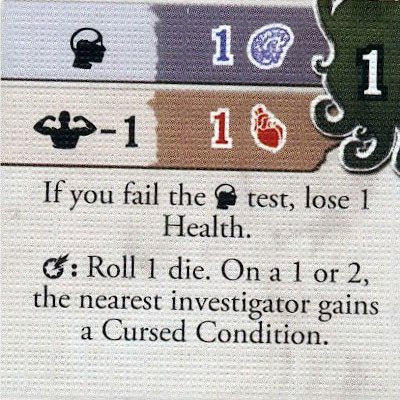 1
1
-1 1
If you fail the test, lose 1
Health.
: Roll 1 die. On a 1 or 2,
the nearest investigator gains
a Cursed Condition.